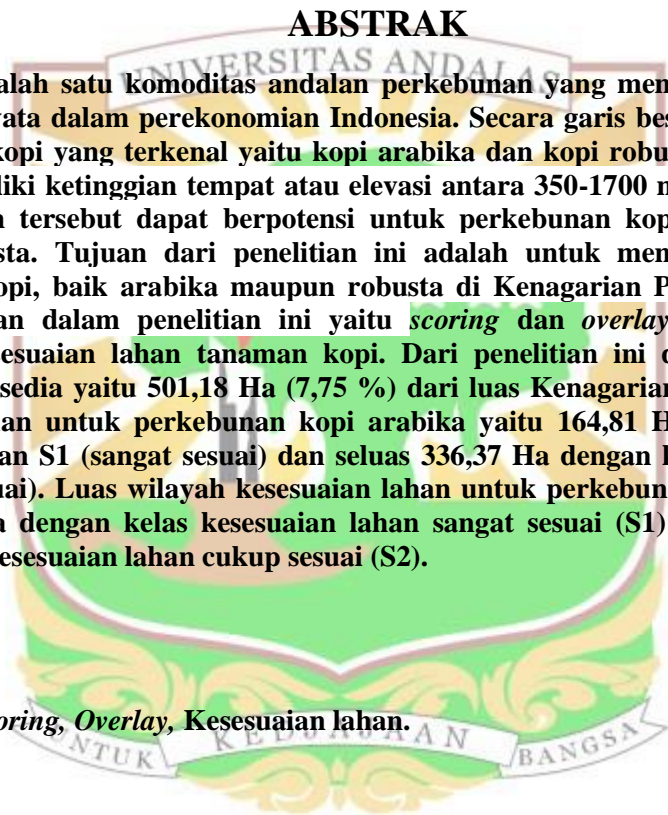 ABSTRAK
UNIVERSITAS ANDALAS
alah satu komoditas andalan perkebunan yang men
ata dalam perekonomian Indonesia. Secara garis bes
kopi yang terkenal yaitu kopi arabika dan kopi robu
liki ketinggian tempat atau elevasi antara 350-1700 m
n tersebut dapat berpotensi untuk perkebunan kop
sta. Tujuan dari penelitian ini adalah untuk men
opi, baik arabika maupun robusta di Kenagarian P
an dalam penelitian ini yaitu scoring dan overlay
esuaian lahan tanaman kopi. Dari penelitian ini d
sedia yaitu 501,18 Ha (7,75 %) dari luas Kenagarian
an untuk perkebunan kopi arabika yaitu 164,81 H
an S1 (sangat sesuai) dan seluas 336,37 Ha dengan
uai). Luas wilayah kesesuaian lahan untuk perkebun
a dengan kelas kesesuaian lahan sangat sesuai (S1)
esesuaian lahan cukup sesuai (S2).
oring, Overlay, Kesesuaian lahan.
UNTUK KEDJAJAAN BANGSA